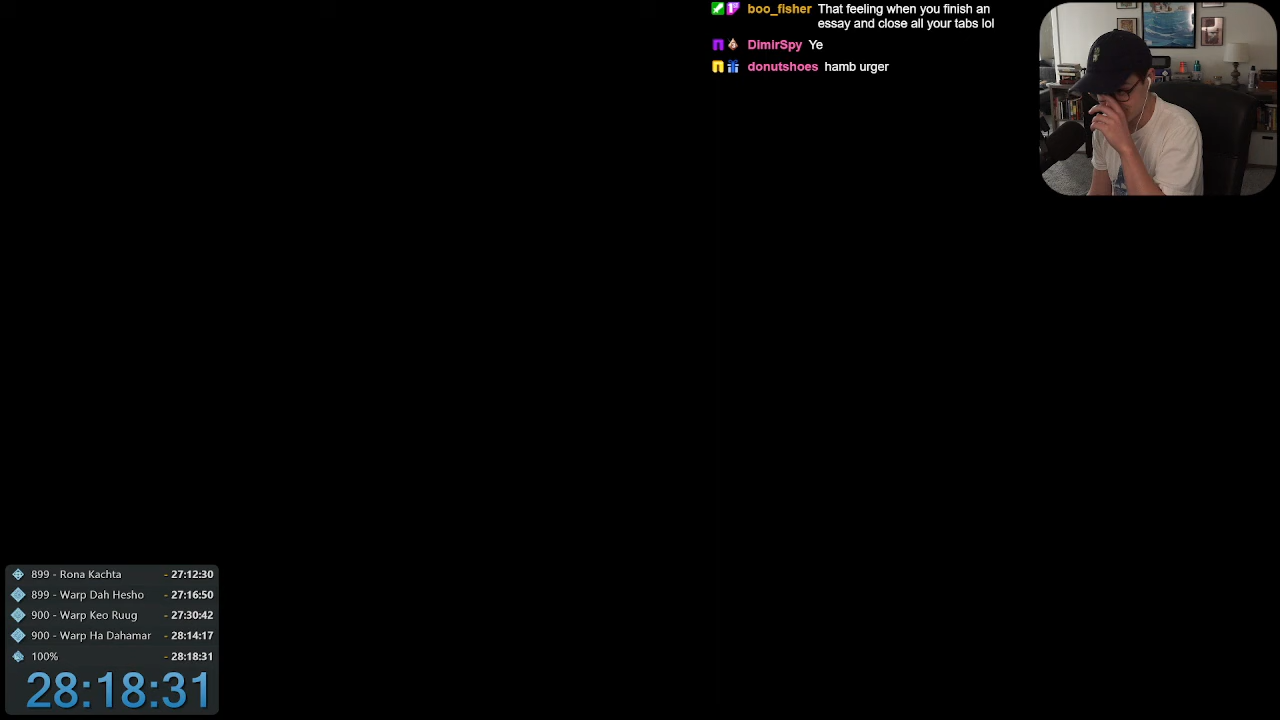 boo_fisher That feeling when you finish an
essay and close all your tabs lol
DimirSpy Ye
donutshoes hamb urger
899 - Rona Kachta - 27:12:30
899 - Warp Dah Hesho - 27:16:50
900 - Warp Keo Ruug - 27:30:42
900 - Warp Ha Dahamar - 28:14:17
100% - 28:18:31
28:18:31